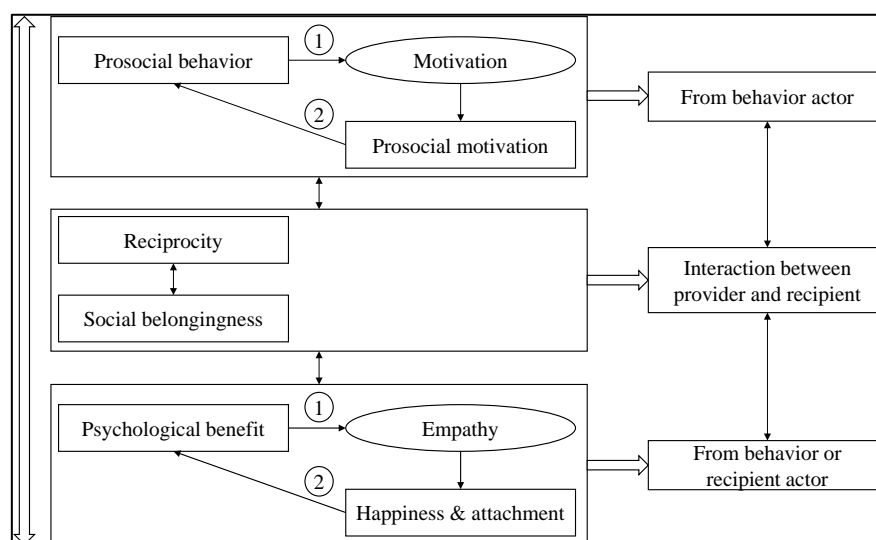 1
Prosocial behavior
Motivation
2
Prosocial motivation
From behavior actor
Reciprocity
Social belongingness
Interaction between
provider and recipient
1
Psychological benefit
Empathy
2
Happiness & attachment
From behavior or
recipient actor